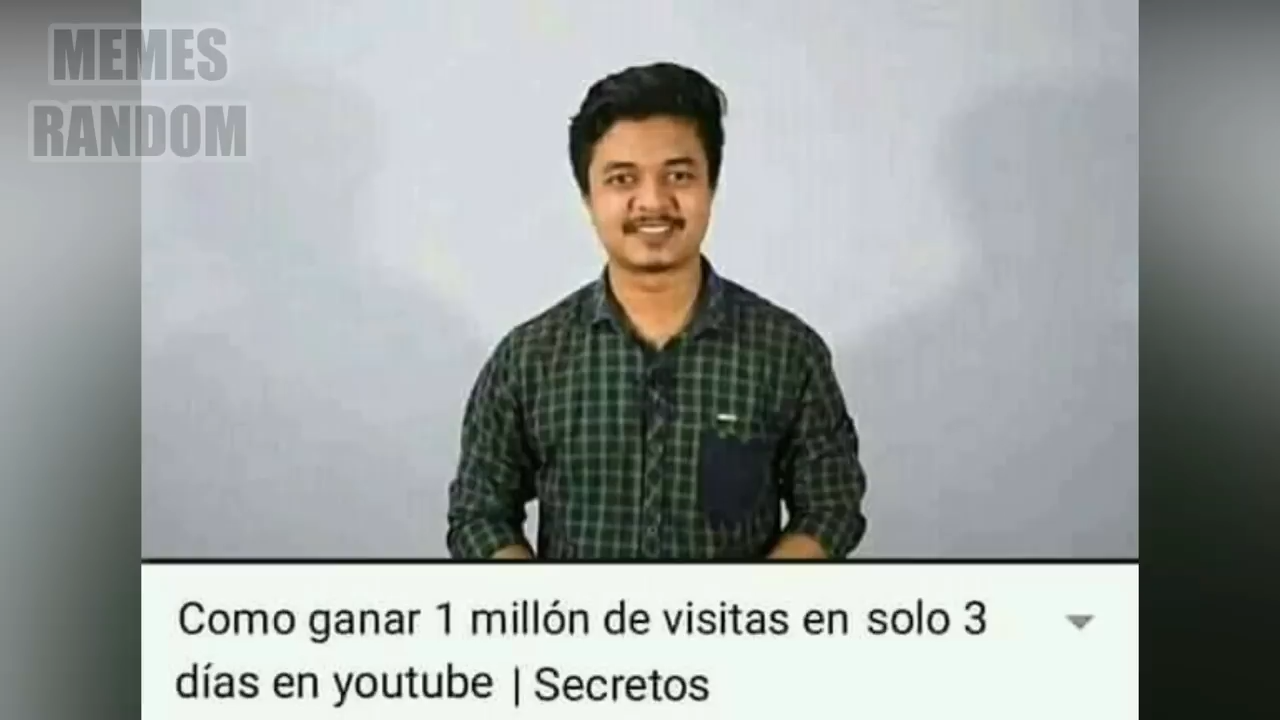 MEMES
RANDOM
Como ganar 1 millón de visitas en solo 3
días en youtube | Secretos